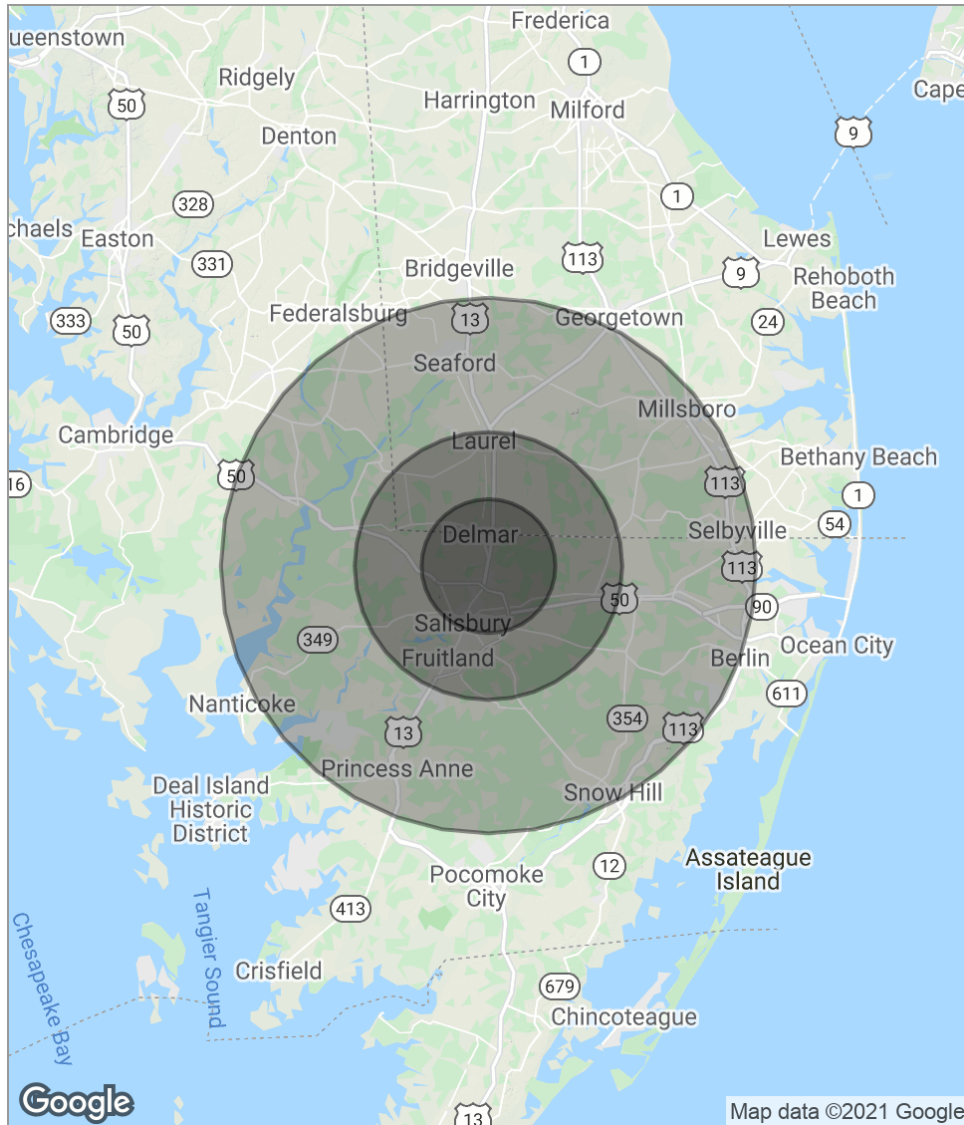 Frederica
ueenstown
1
Ridgely
Cape
50
Harrington
Milford
9
Denton
1
328
chaels
Easton
Lewes
331
113
Bridgeville
9
Rehoboth
Beach
Federalsburg
13
Georgetown
333
50
24
Seaford
Millsboro
Cambridge
Laurel
Bethany Beach
50
16
113
1
Delmar
Selbyville
54
113
50
90
Salisbury
349
Ocean City
Fruitland
Berlin
611
Nanticoke
354
13
113
Princess Anne
Deal Island
Historic
District
Snow Hill
Assateague
Island
12
Pocomoke
City
413
Tangier Sound
Chesapeake Bay
Crisfield
679
Chincoteague
Google
13
Map data ©2021 Google